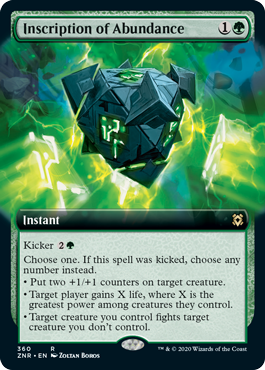 Inscription of Abundance 1
Instant
Kicker 2
Choose one. If this spell was kicked, choose any
number instead.
• Put two +1/+1 counters on target creature.
• Target player gains X life, where X is the
greatest power among creatures they control.
• Target creature you control fights target
creature you don't control.
360 R
ZNR • EN Zoltan Boros
™ & © 2020 Wizards of the Coast